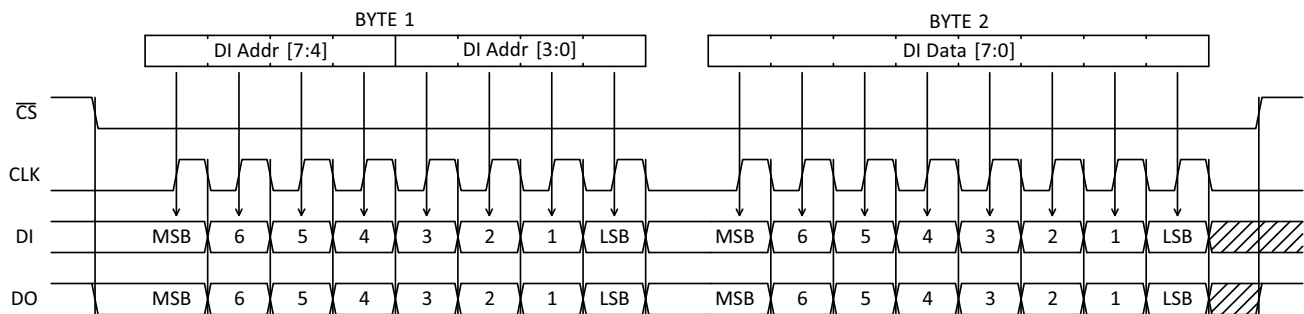 BYTE 1 BYTE 2
DI Addr [7:4] DI Addr [3:0] DI Data [7:0]
C̅S̅
CLK
DI MSB 6 5 4 3 2 1 LSB MSB 6 5 4 3 2 1 LSB
DO MSB 6 5 4 3 2 1 LSB MSB 6 5 4 3 2 1 LSB